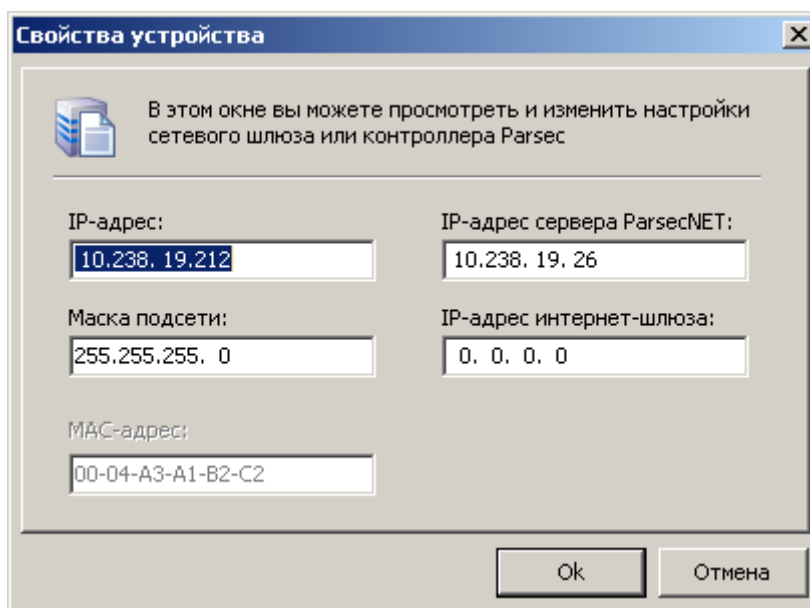 Свойства устройства
В этом окне вы можете просмотреть и изменить настройки
сетевого шлюза или контроллера Parsec
IP-адрес:
10.238. 19.212
IP-адрес сервера ParsecNET:
10.238. 19. 26
Маска подсети:
255.255.255. 0
IP-адрес интернет-шлюза:
0. 0. 0. 0
MAC-адрес:
00-04-A3-A1-B2-C2
Ok
Отмена